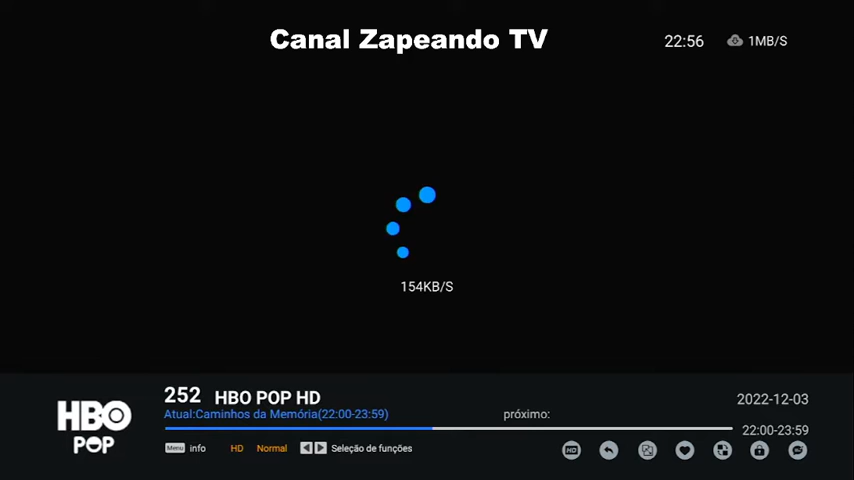 Canal Zapeando TV
22:56
1MB/S
154KB/S
252 HBO POP HD
2022-12-03
Atual:Caminhos da Memória(22:00-23:59)
próximo:
22:00-23:59
HBO
POP
Menu info HD Normal Seleção de funções
HD